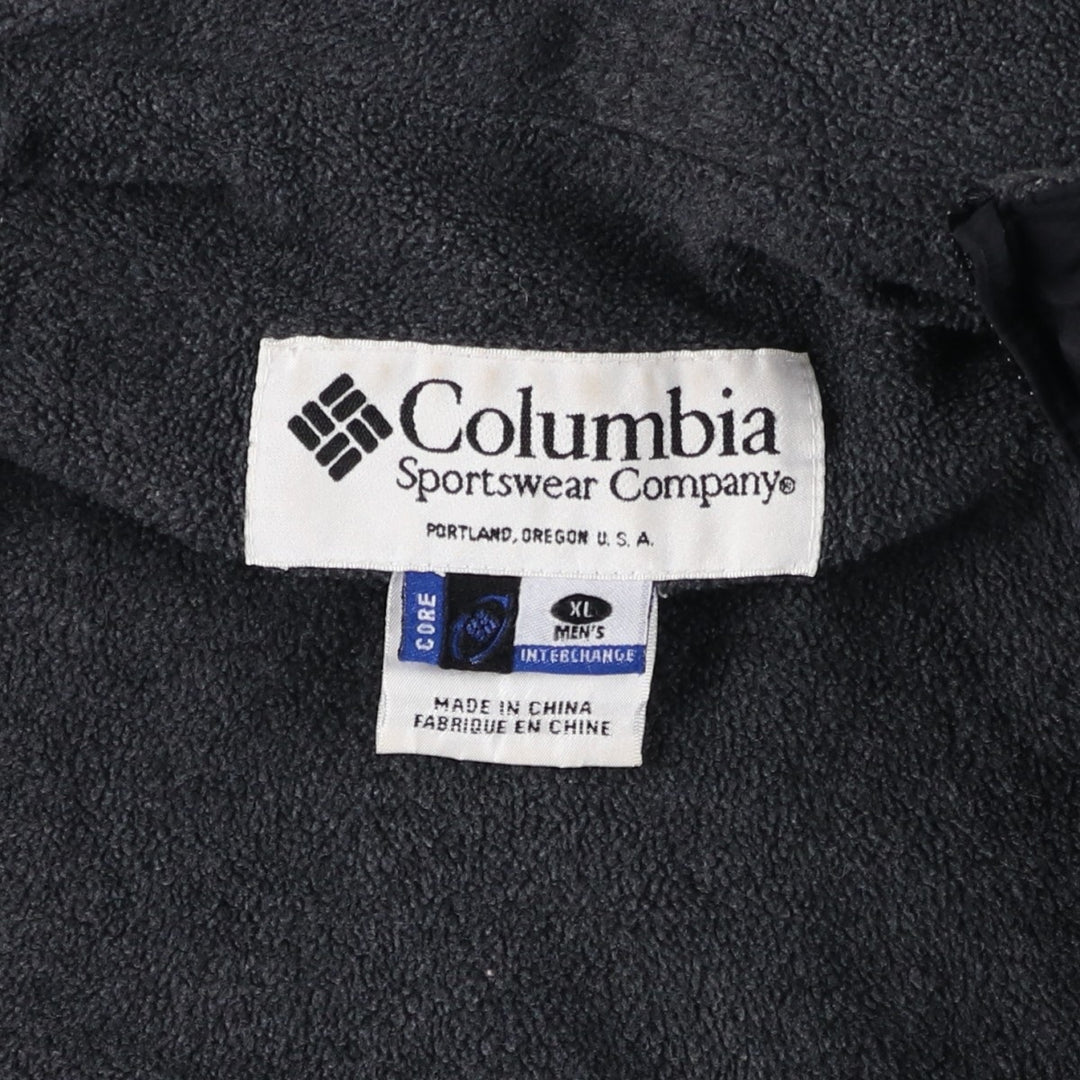 Columbia
Sportswear Company®
PORTLAND, OREGON U. S. A.
CORE
XL
MEN'S
INTERCHANGE
MADE IN CHINA
FABRIQUE EN CHINE